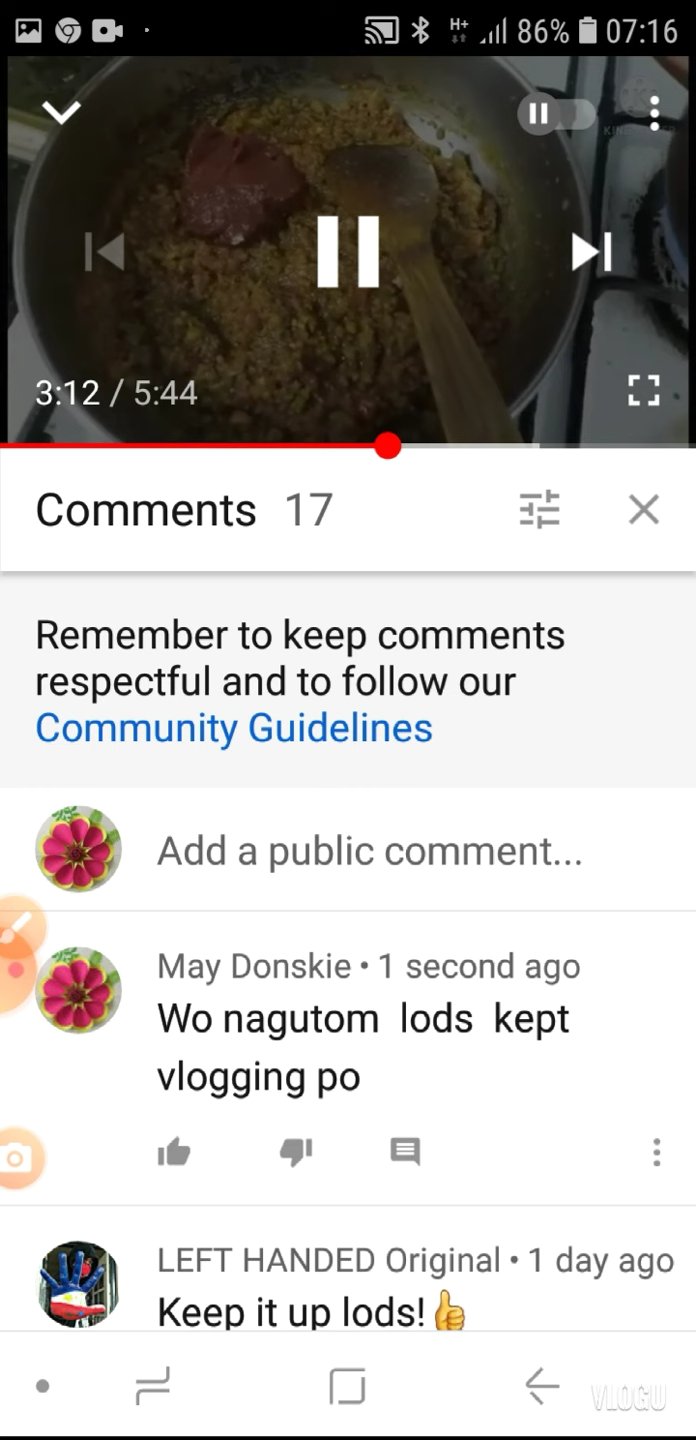 H+ 86% 07:16
3:12 / 5:44
Comments 17
Remember to keep comments
respectful and to follow our
Community Guidelines
Add a public comment...
May Donskie • 1 second ago
Wo nagutom lods kept
vlogging po
LEFT HANDED Original • 1 day ago
Keep it up lods!👍
VLOGU